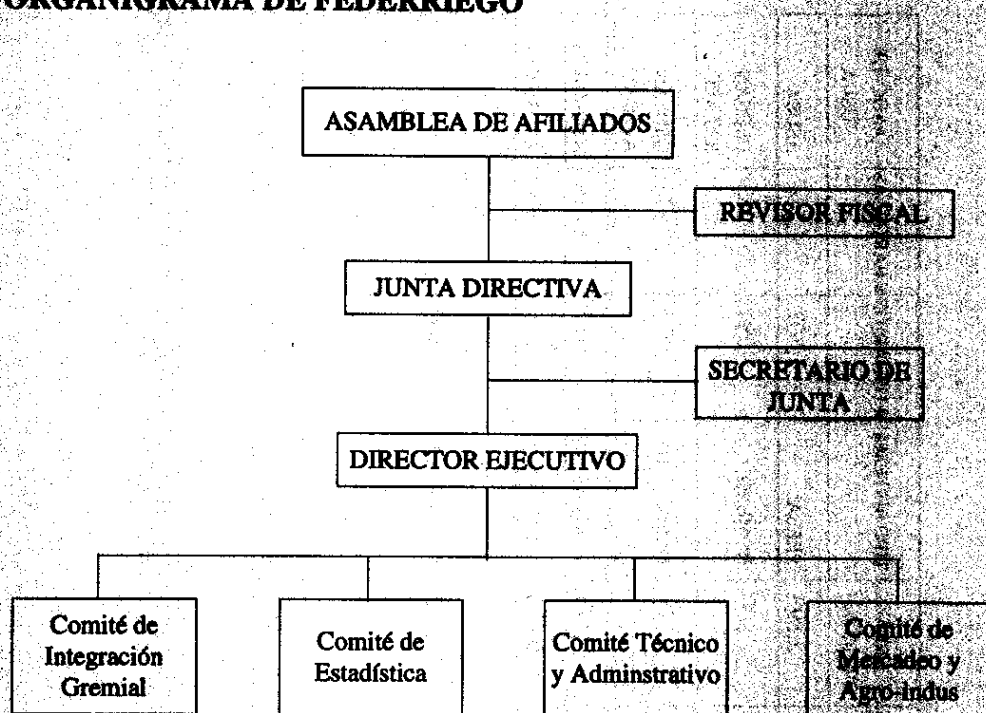 ORGANIGRAMA DE FEDERRIEGO
ASAMBLEA DE AFILIADOS
REVISOR FISCAL
JUNTA DIRECTIVA
SECRETARIO DE
JUNTA
DIRECTOR EJECUTIVO
Comité de
Integración
Gremial
Comité de
Estadística
Comité Técnico
y Adminstrativo
Comité de
Mercadeo y
Agro-indus